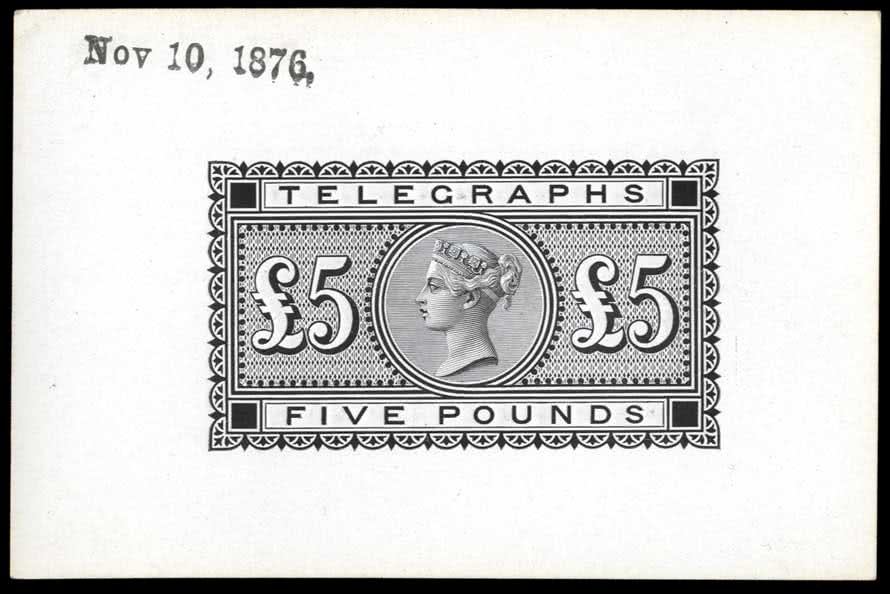 Nov 10, 1876.
TELEGRAPHS
£5 £5
FIVE POUNDS